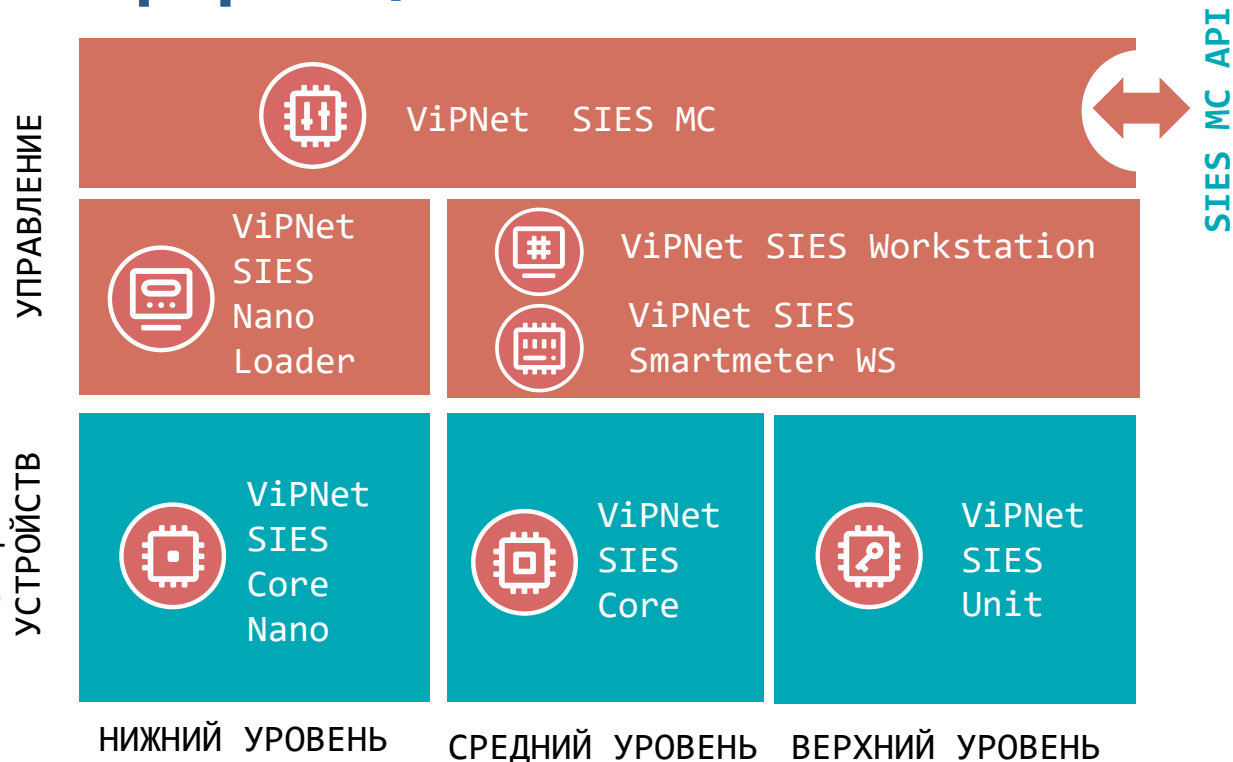 SIES MC API
УПРАВЛЕНИЕ
ViPNet SIES MC
ViPNet
SIES
Nano
Loader
ViPNet SIES Workstation
ViPNet SIES
Smartmeter WS
УСТРОЙСТВ
ViPNet
SIES
Core
Nano
ViPNet
SIES
Core
ViPNet
SIES
Unit
НИЖНИЙ УРОВЕНЬ
СРЕДНИЙ УРОВЕНЬ
ВЕРХНИЙ УРОВЕНЬ